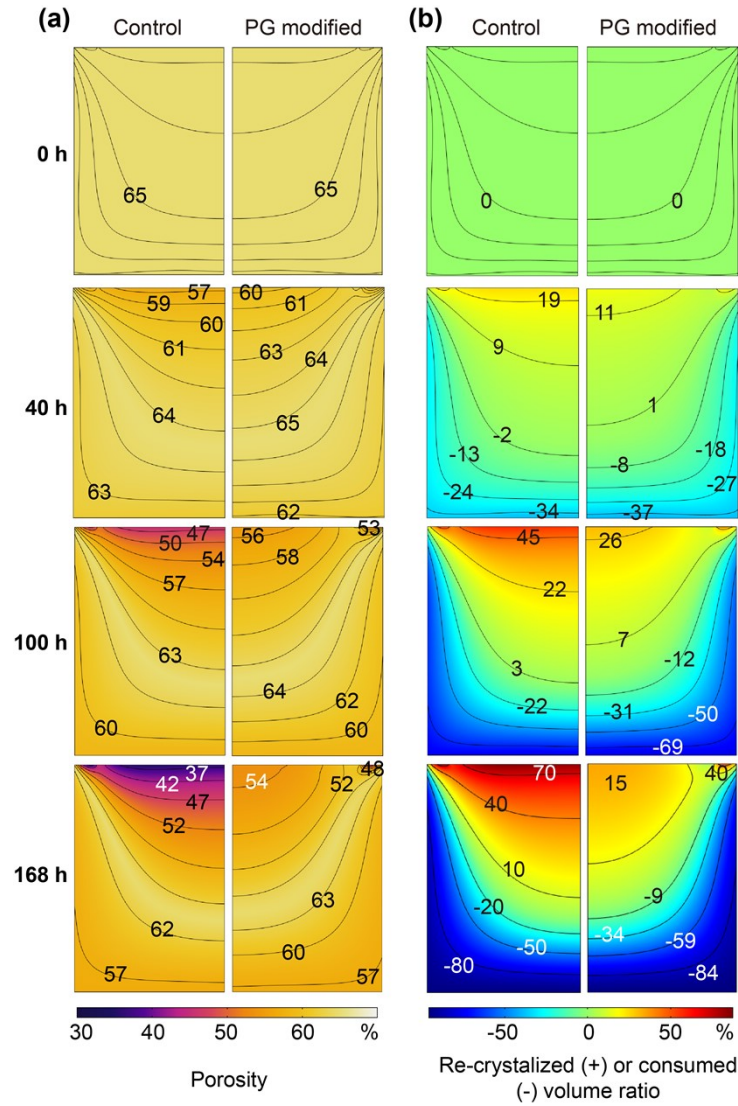 (a) (b)
Control PG modified Control PG modified
0 h
65 65 0 0
40 h
57 60 19
59 61 11
60
61 63 64 9
64 65 -2 1
-13 -8 -18
63 -24 -27
62 -34 -37
100 h
47 56 53 45 26
50 58
54
57 22
63 3 7 -12
64 62 -22 -31 -50
60 60 -69
168 h
37 54 52 48 70 15 40
42
47 40
52
10
62 63 -20 -9
60 -50 -34 -59
57 57 -80 -84
30 40 50 60 % -50 0 50 %
Porosity
Re-crystalized (+) or consumed
(-) volume ratio